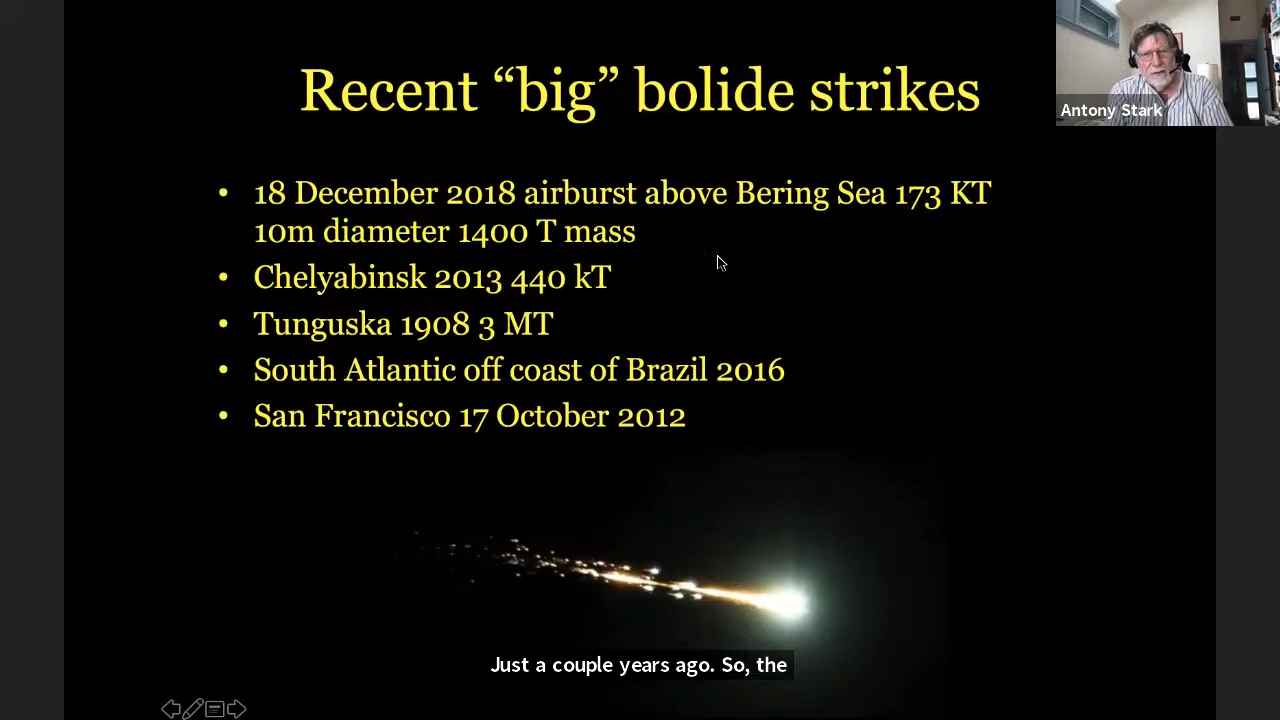 Recent “big” bolide strikes
Antony Stark
• 18 December 2018 airburst above Bering Sea 173 KT
10m diameter 1400 T mass
• Chelyabinsk 2013 440 kT
• Tunguska 1908 3 MT
• South Atlantic off coast of Brazil 2016
• San Francisco 17 October 2012
Just a couple years ago. So, the